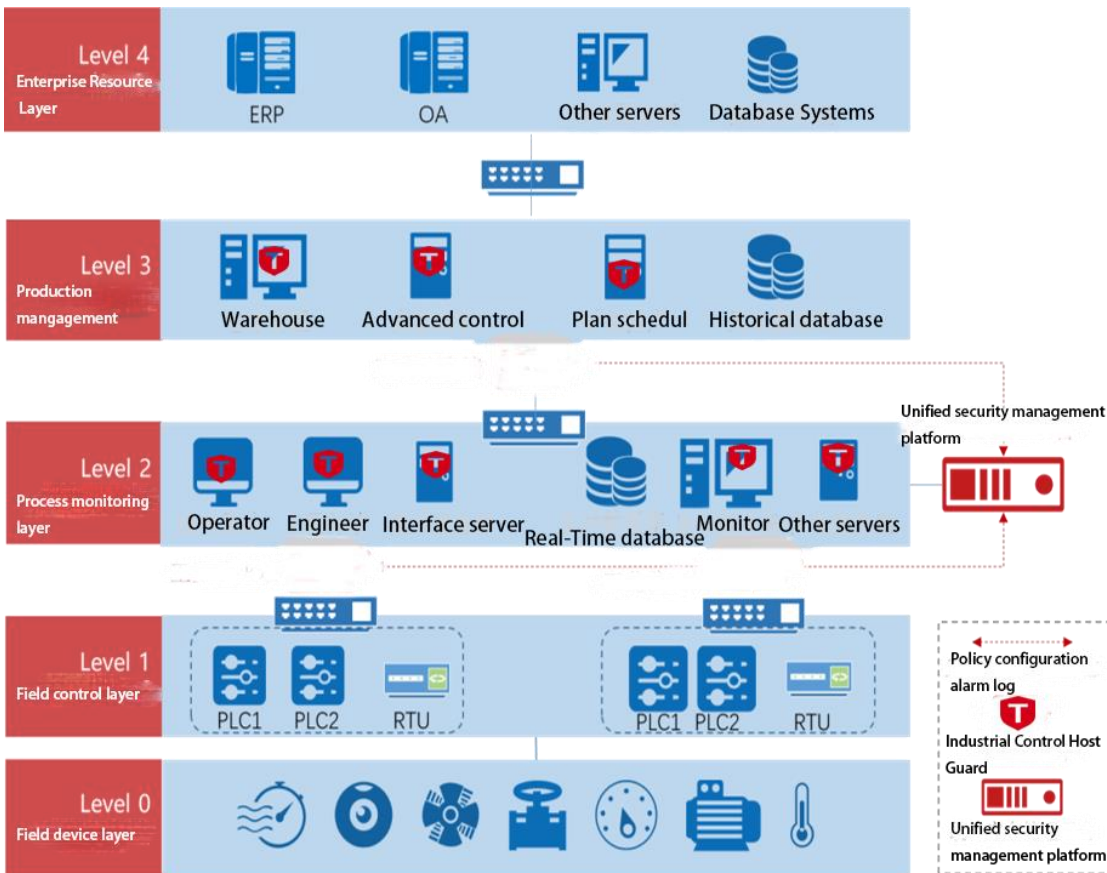 Level 4
Enterprise Resource
Layer
ERP
OA
Other servers
Database Systems
Level 3
Production
mangagement
Warehouse
Advanced control
Plan schedul
Historical database
Unified security management
platform
Level 2
Process monitoring
layer
Operator
Engineer
Interface server
Real-Time database
Monitor
Other servers
Level 1
Field control layer
PLC1
PLC2
RTU
PLC1
PLC2
RTU
Level 0
Field device layer
Policy configuration
alarm log
T
Industrial Control Host
Guard
Unified security
management platform